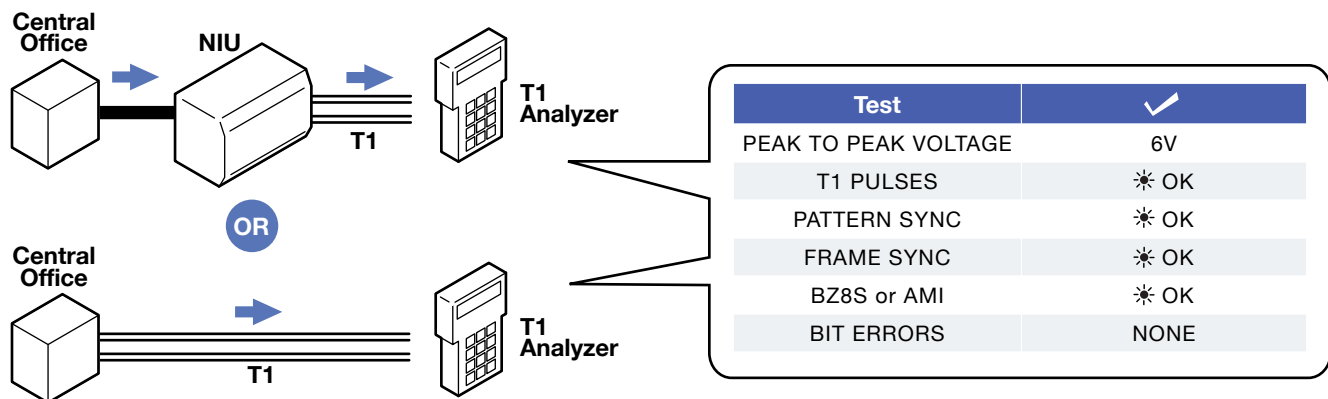 Central
Office
NIU
T1
T1
Analyzer
OR
Central
Office
T1
T1
Analyzer
Test ✓
PEAK TO PEAK VOLTAGE 6V
T1 PULSES ☀ OK
PATTERN SYNC ☀ OK
FRAME SYNC ☀ OK
BZ8S or AMI ☀ OK
BIT ERRORS NONE